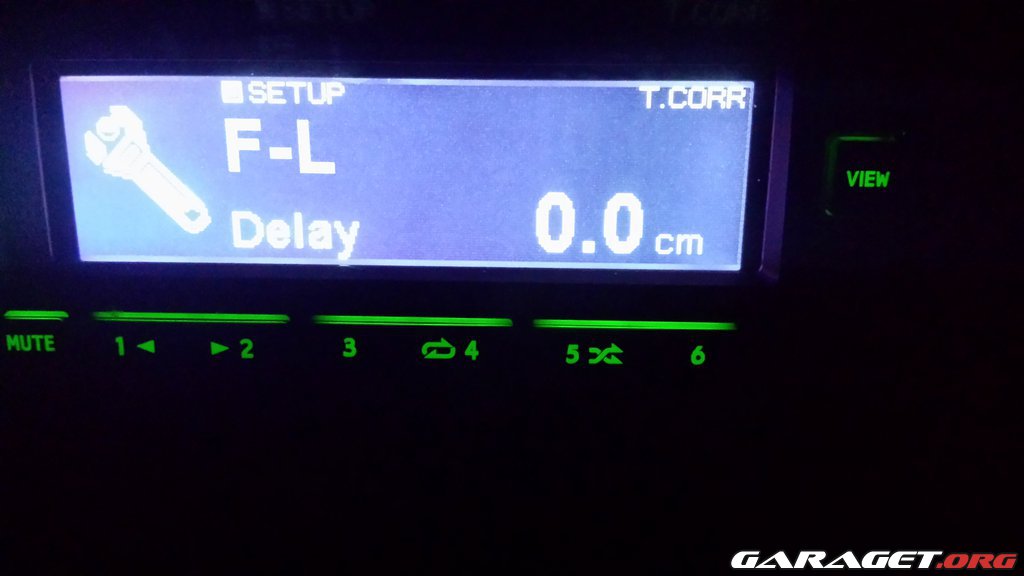 SETUP T.CORR
F-L
Delay 0.0 cm
VIEW
MUTE 1 2 3 4 5 6
GARAGET.ORG